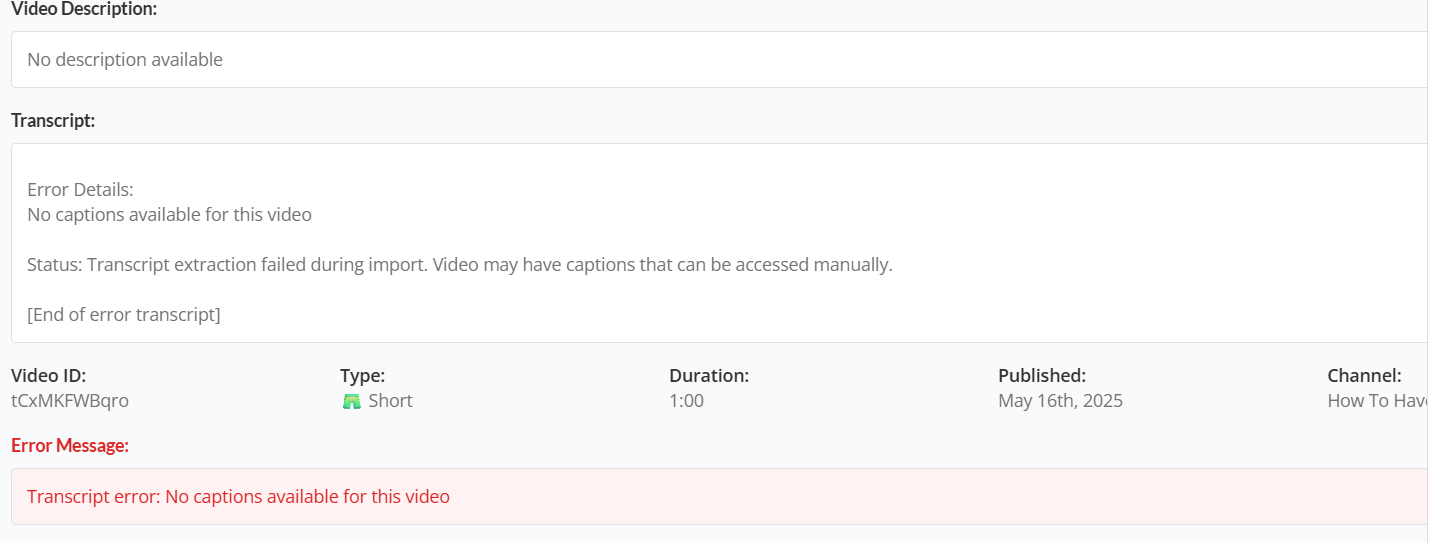 Video Description:
No description available
Transcript:
Error Details:
No captions available for this video
Status: Transcript extraction failed during import. Video may have captions that can be accessed manually.
[End of error transcript]
Video ID: Type: Duration: Published: Channel:
tCxMKFWBqro 🩳 Short 1:00 May 16th, 2025 How To Hav
Error Message:
Transcript error: No captions available for this video